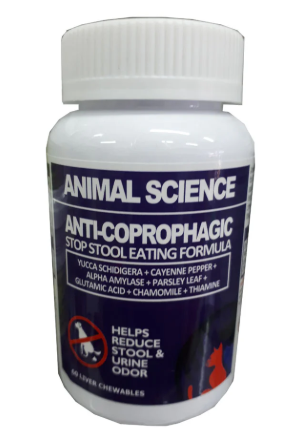 ANIMAL SCIENCE
ANTI-COPROPHAGIC
STOP STOOL EATING FORMULA
YUCCA SCHIDIGERA + CAYENNE PEPPER +
ALPHA AMYLASE + PARSLEY LEAF +
GLUTAMIC ACID + CHAMOMILE + THIAMINE
HELPS
REDUCE
STOOL &
URINE
ODOR
60 LIVER CHEWABLES